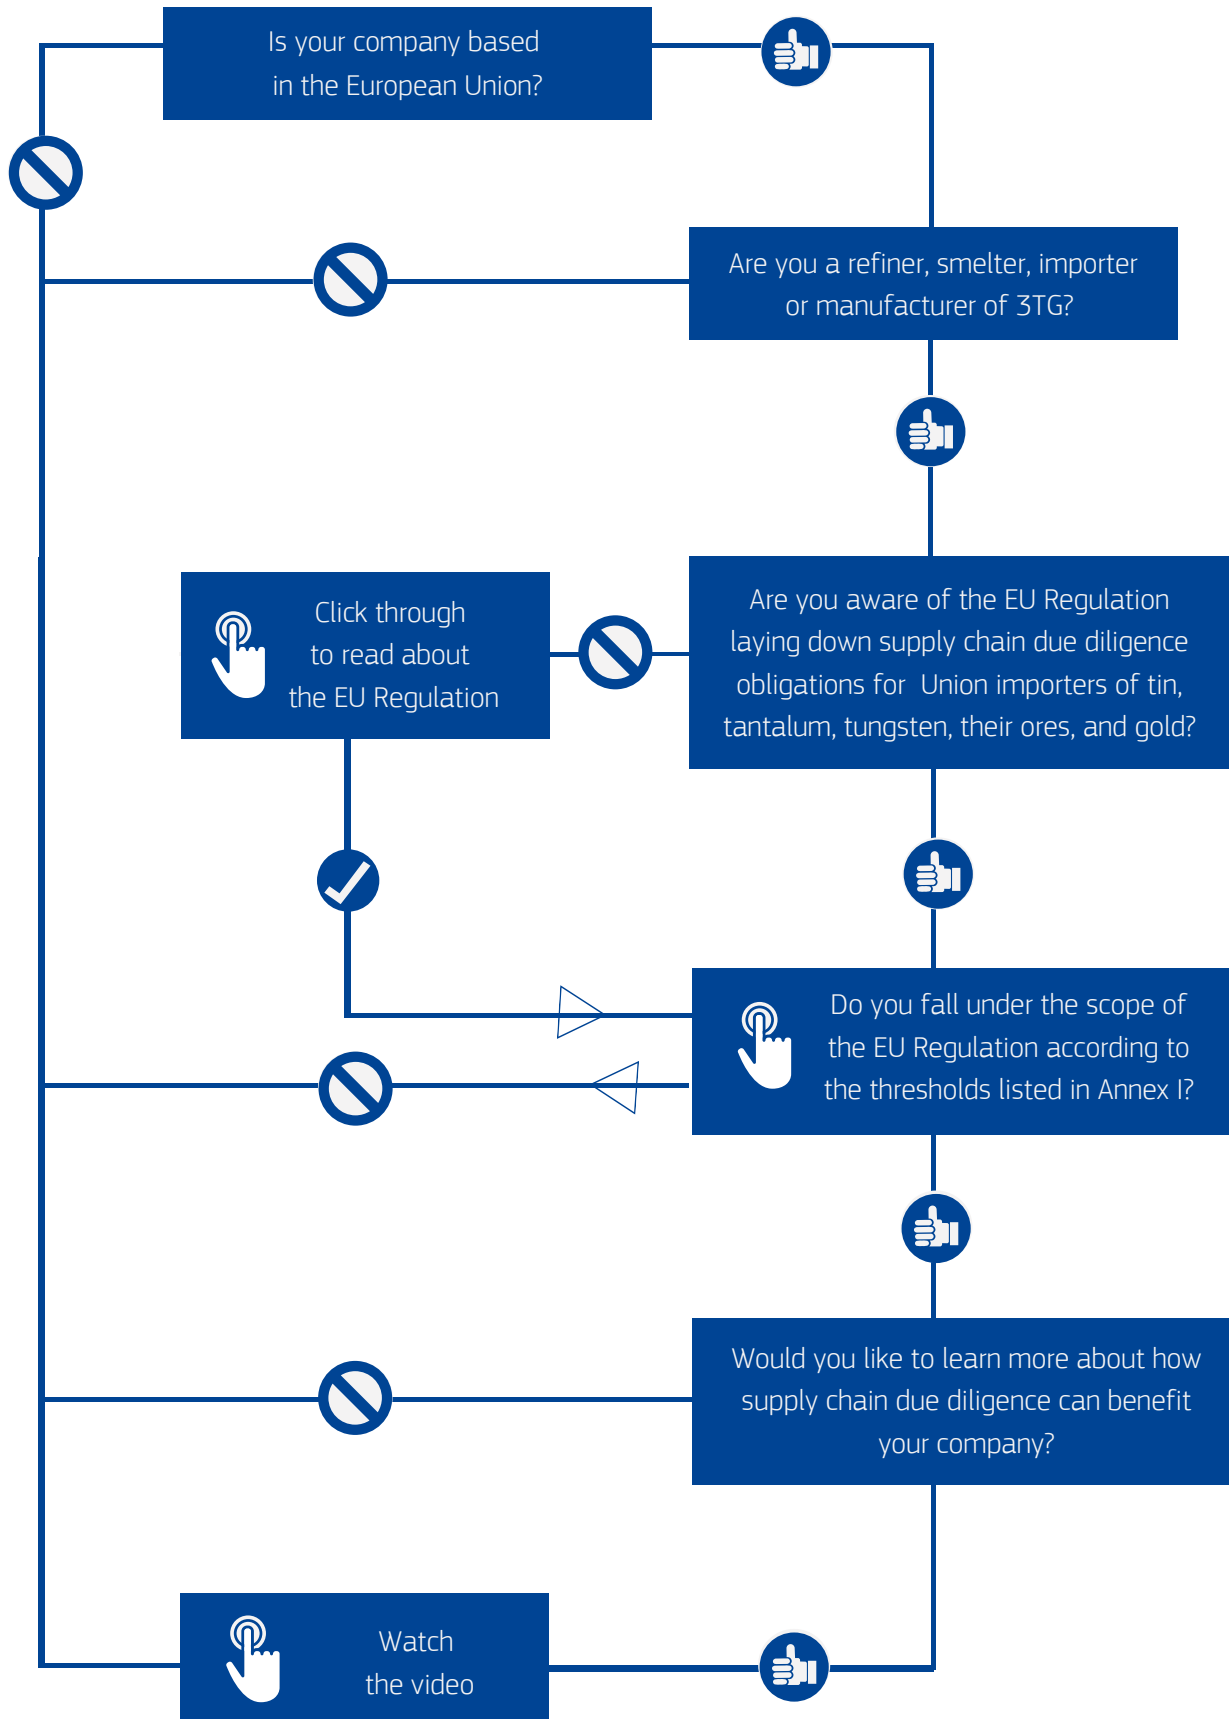 Is your company based
in the European Union?
Are you a refiner, smelter, importer
or manufacturer of 3TG?
Click through
to read about
the EU Regulation
Are you aware of the EU Regulation
laying down supply chain due diligence
obligations for Union importers of tin,
tantalum, tungsten, their ores, and gold?
Do you fall under the scope of
the EU Regulation according to
the thresholds listed in Annex I?
Would you like to learn more about how
supply chain due diligence can benefit
your company?
Watch
the video